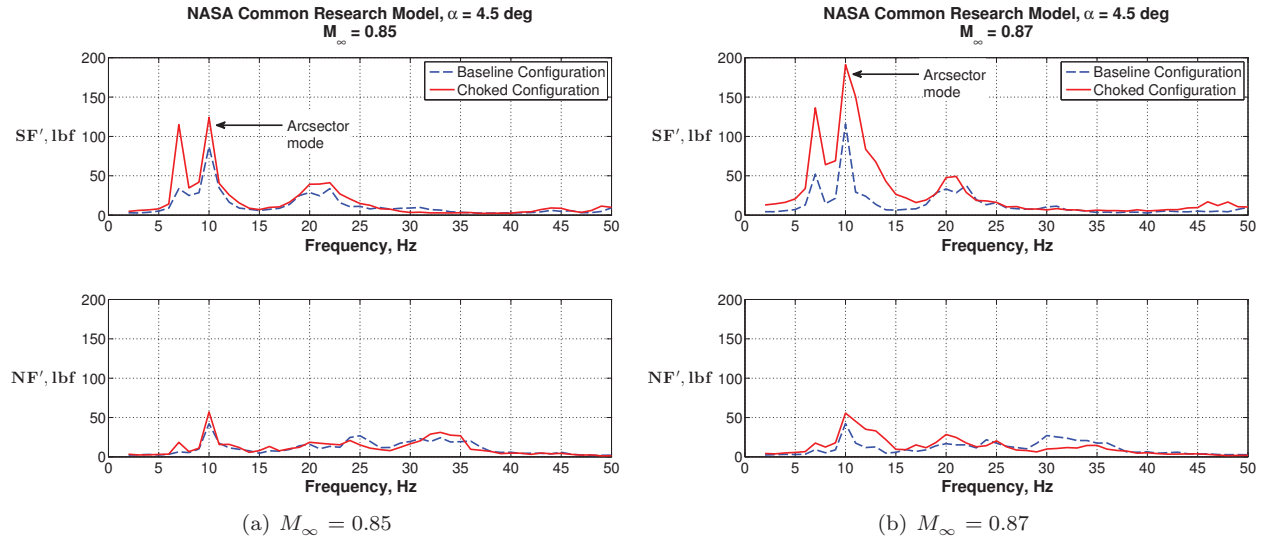 NASA Common Research Model, α = 4.5 deg
M∞ = 0.85
200
150
100
50
0
SF′, lbf
Baseline Configuration
Choked Configuration
Arcsector
mode
0 5 10 15 20 25 30 35 40 45 50
Frequency, Hz
200
150
100
50
0
NF′, lbf
0 5 10 15 20 25 30 35 40 45 50
Frequency, Hz
(a) M∞ = 0.85
NASA Common Research Model, α = 4.5 deg
M∞ = 0.87
200
150
100
50
0
SF′, lbf
Baseline Configuration
Choked Configuration
Arcsector
mode
0 5 10 15 20 25 30 35 40 45 50
Frequency, Hz
200
150
100
50
0
NF′, lbf
0 5 10 15 20 25 30 35 40 45 50
Frequency, Hz
(b) M∞ = 0.87